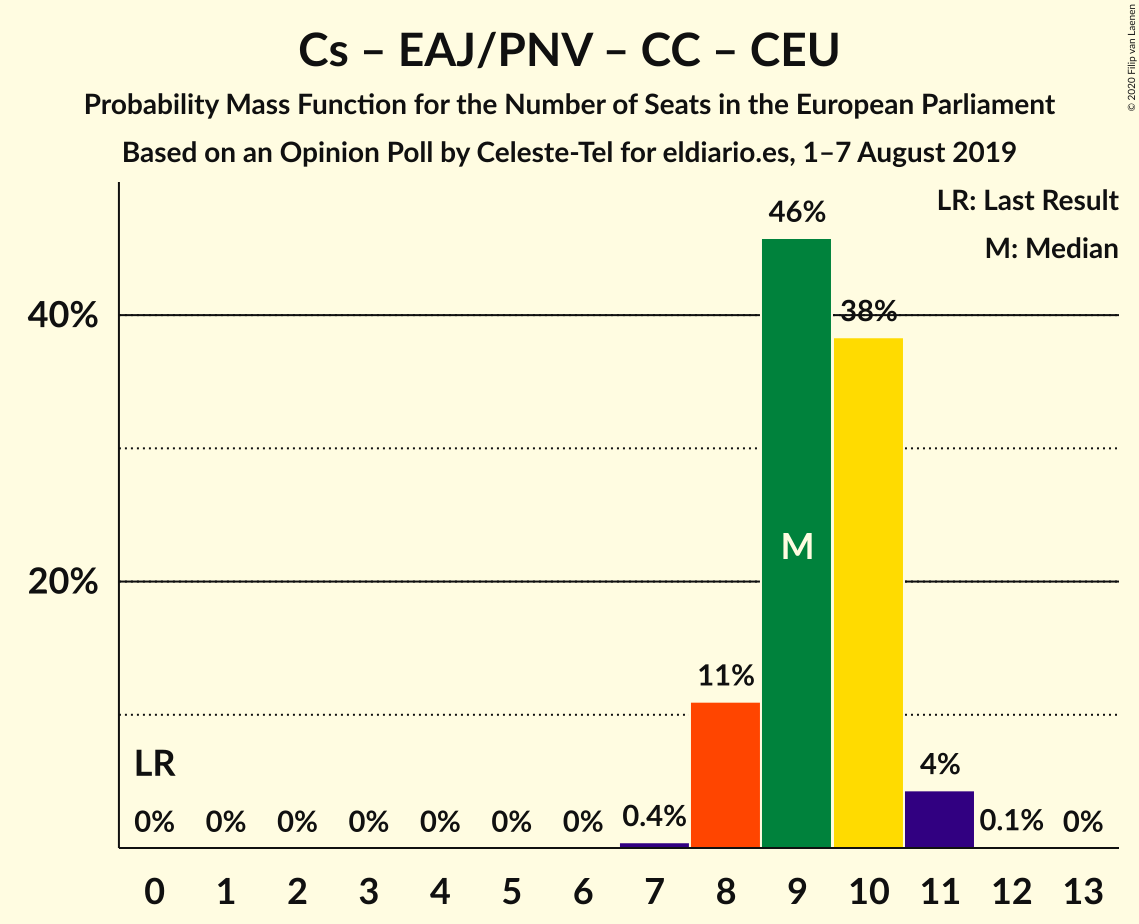 Cs – EAJ/PNV – CC – CEU
Probability Mass Function for the Number of Seats in the European Parliament
Based on an Opinion Poll by Celeste-Tel for eldiario.es, 1–7 August 2019
© 2020 Filip van Laenen
LR: Last Result
M: Median
46%
40%
38%
M
20%
11%
LR
4%
0% 0% 0% 0% 0% 0% 0% 0.4% 0.1% 0%
0 1 2 3 4 5 6 7 8 9 10 11 12 13